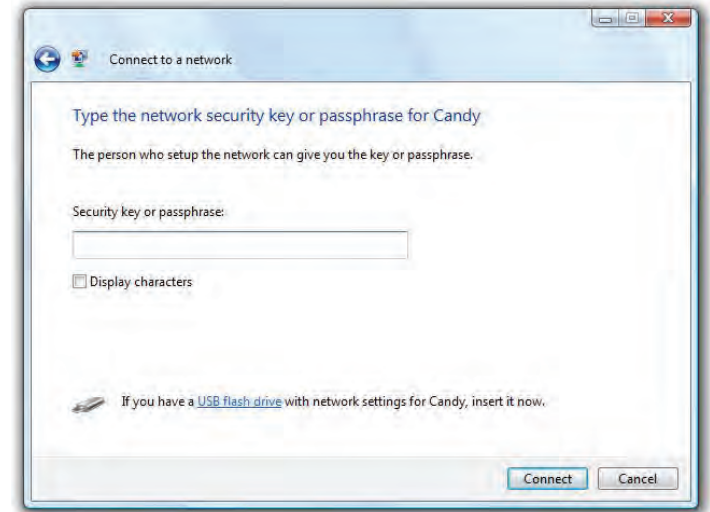 Connect to a network
Type the network security key or passphrase for Candy
The person who setup the network can give you the key or passphrase.
Security key or passphrase:
Display characters
If you have a USB flash drive with network settings for Candy, insert it now.
Connect Cancel